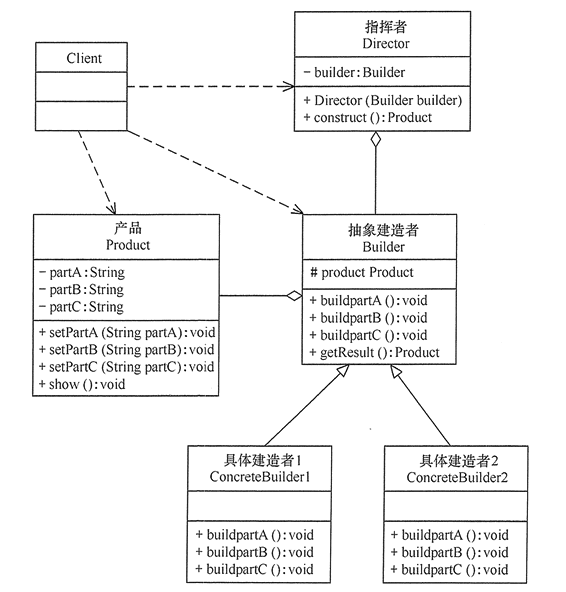 Client
指挥者
Director
− builder:Builder
+ Director (Builder builder)
+ construct ():Product
产品
Product
− partA:String
− partB:String
− partC:String
+ setPartA (String partA):void
+ setPartB (String partB):void
+ setPartC (String partC):void
+ show ():void
抽象建造者
Builder
# product Product
+ buildpartA ():void
+ buildpartB ():void
+ buildpartC ():void
+ getResult ():Product
具体建造者1
ConcreteBuilder1
+ buildpartA ():void
+ buildpartB ():void
+ buildpartC ():void
具体建造者2
ConcreteBuilder2
+ buildpartA ():void
+ buildpartB ():void
+ buildpartC ():void